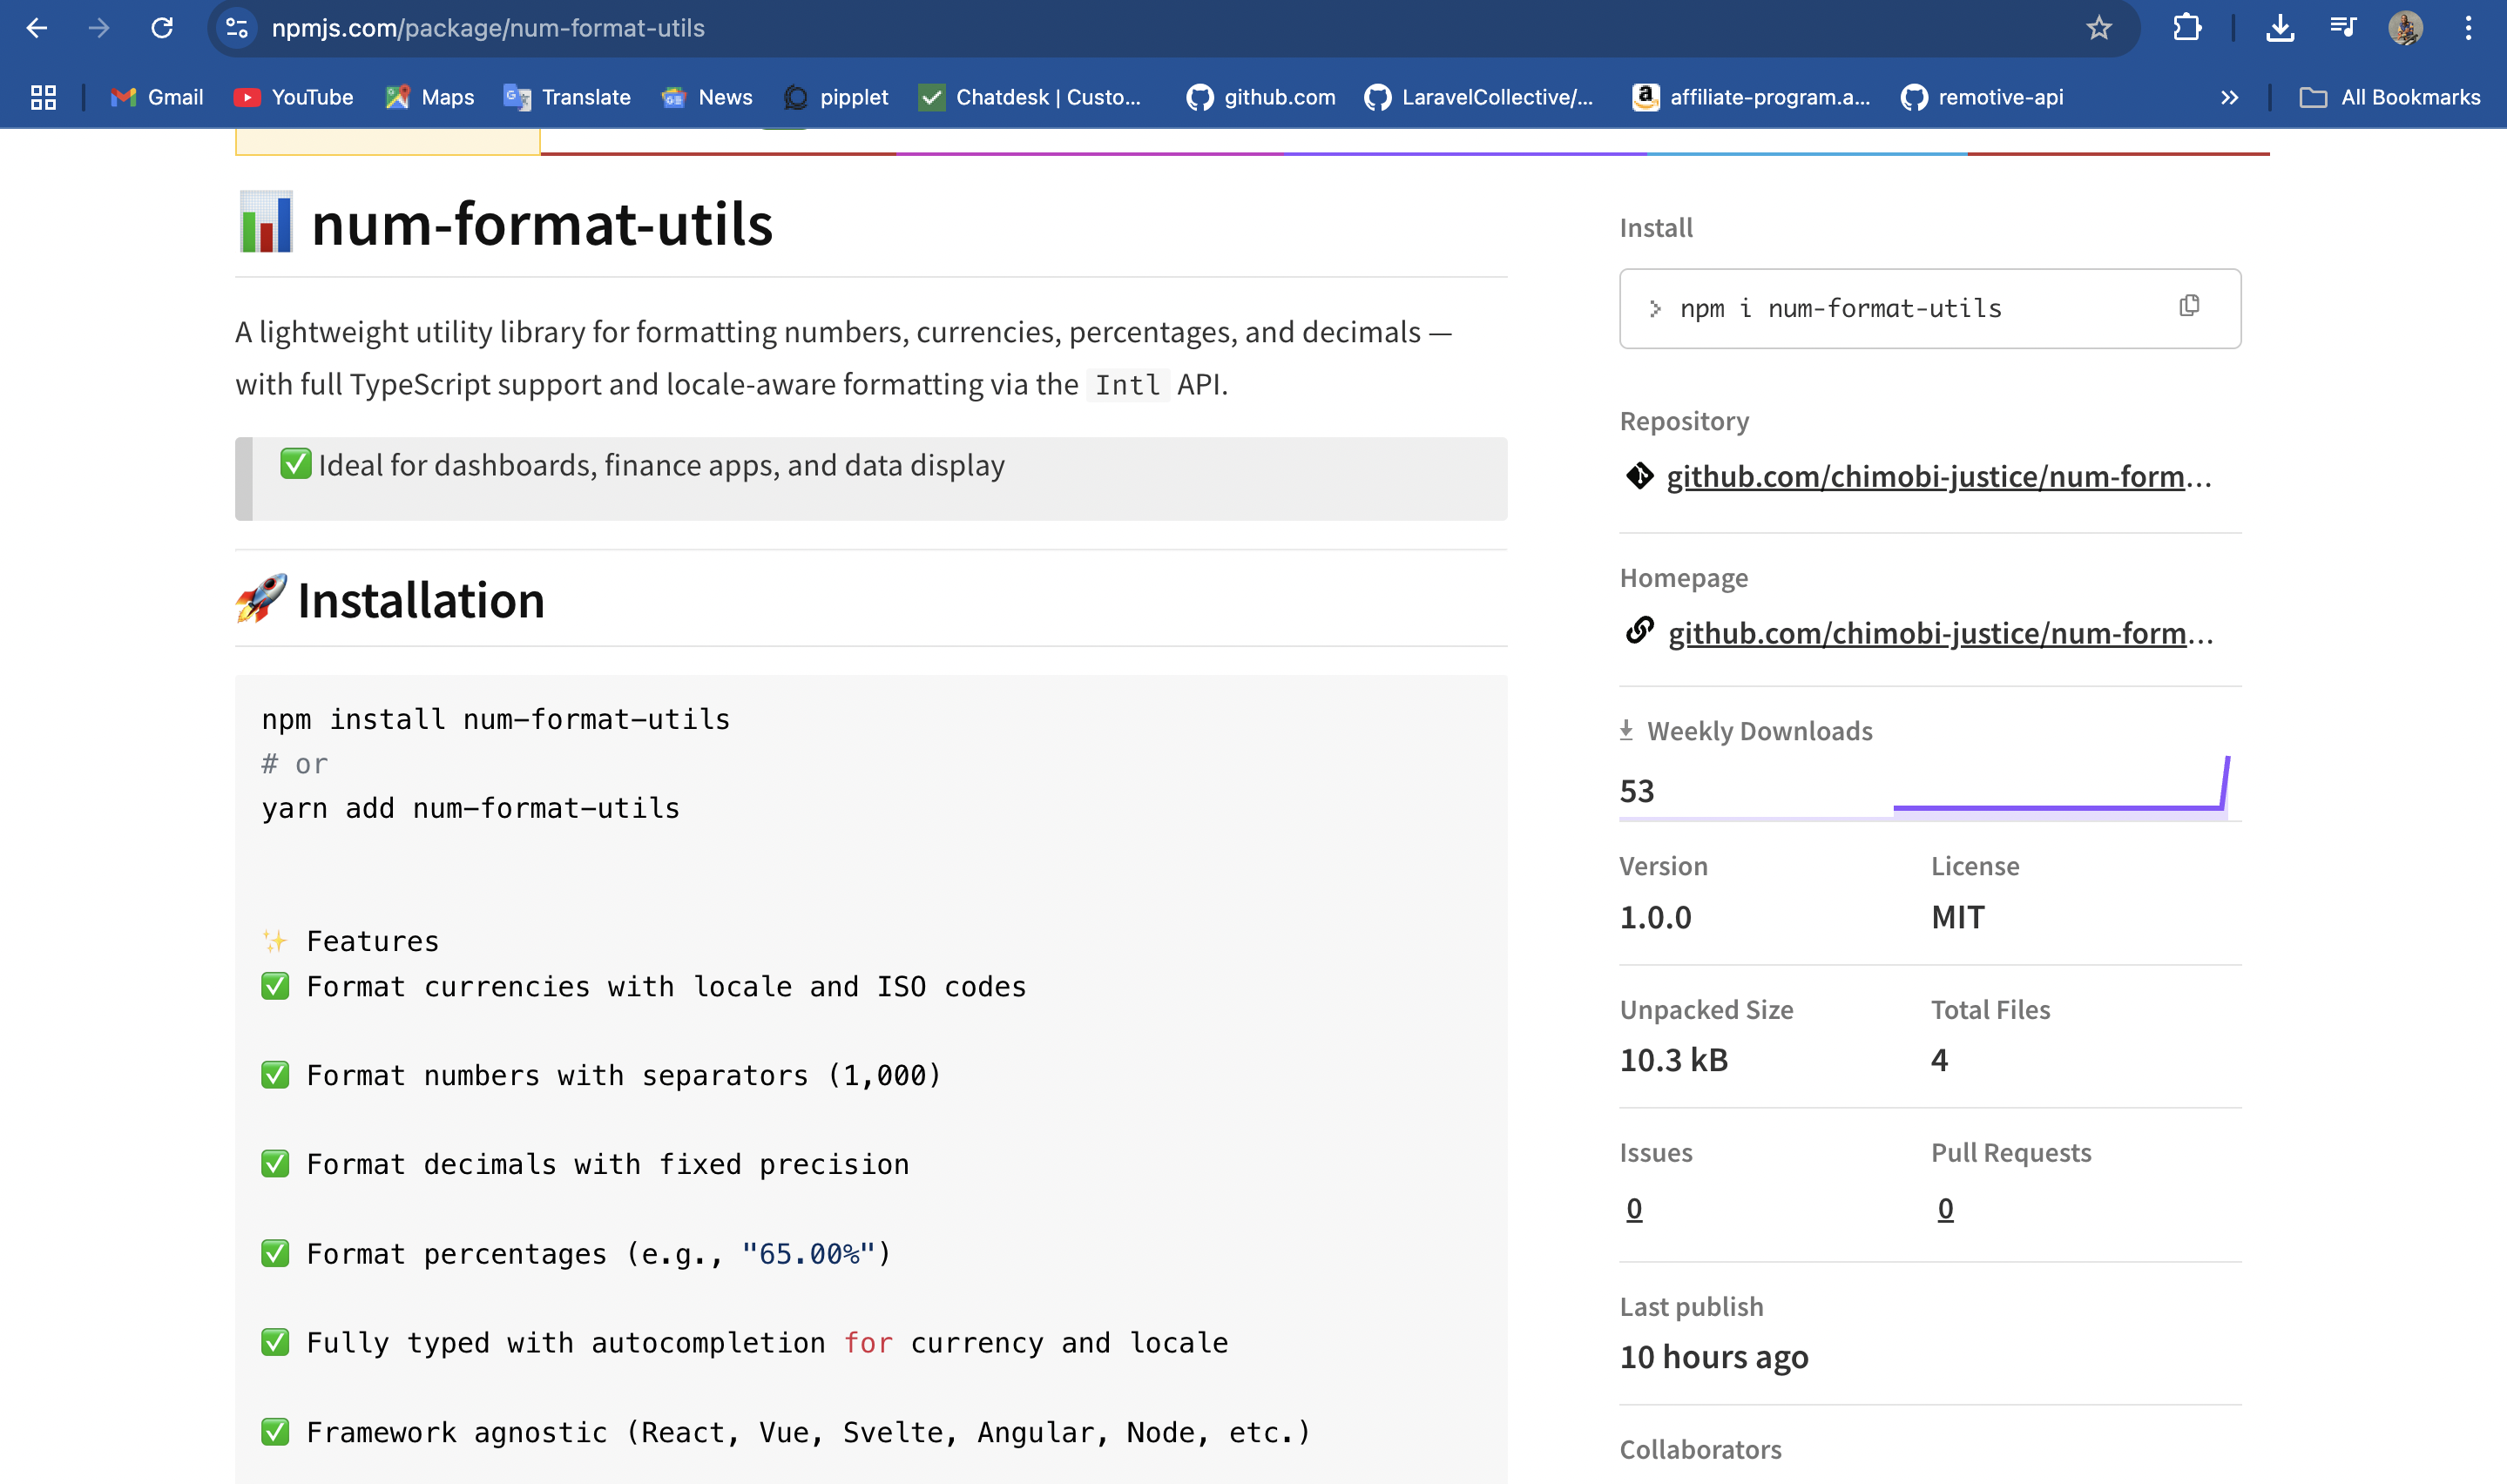 npmjs.com/package/num-format-utils
Gmail
YouTube
Maps
Translate
News
pipplet
Chatdesk | Custo...
github.com
LaravelCollective/...
affiliate-program.a...
remotive-api
All Bookmarks
num-format-utils
A lightweight utility library for formatting numbers, currencies, percentages, and decimals —
with full TypeScript support and locale-aware formatting via the Intl API.
✅ Ideal for dashboards, finance apps, and data display
🚀 Installation
npm install num-format-utils
# or
yarn add num-format-utils
✨ Features
✅ Format currencies with locale and ISO codes
✅ Format numbers with separators (1,000)
✅ Format decimals with fixed precision
✅ Format percentages (e.g., "65.00%")
✅ Fully typed with autocompletion for currency and locale
✅ Framework agnostic (React, Vue, Svelte, Angular, Node, etc.)
Install
npm i num-format-utils
Repository
github.com/chimobi-justice/num-form...
Homepage
github.com/chimobi-justice/num-form...
Weekly Downloads
53
Version
License
1.0.0
MIT
Unpacked Size
Total Files
10.3 kB
4
Issues
Pull Requests
0
0
Last publish
10 hours ago
Collaborators